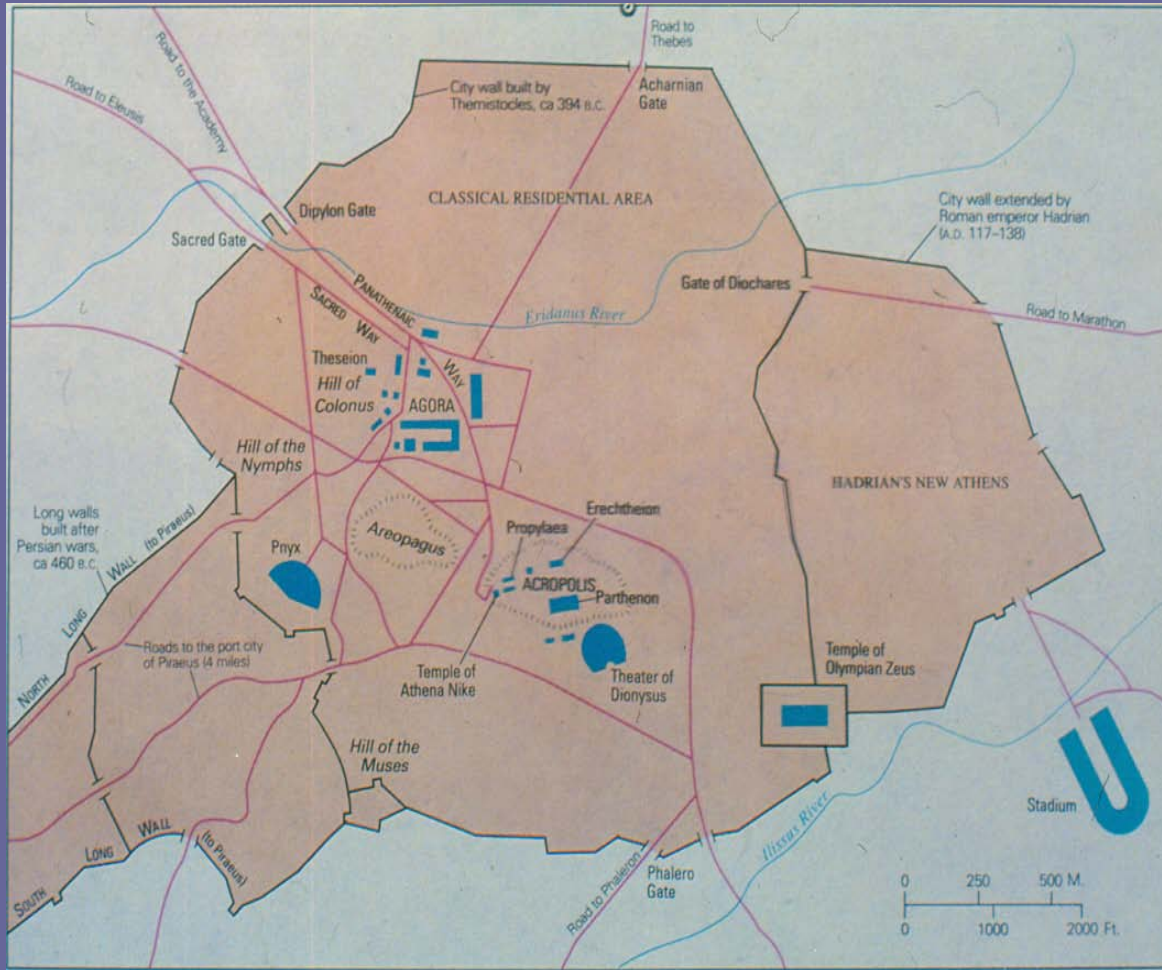 Road to
Thebes
Road to the Academy
Road to Eleusis
City wall built by
Themistocles, ca 394 B.C.
Acharnian
Gate
CLASSICAL RESIDENTIAL AREA
City wall extended by
Roman emperor Hadrian
(A.D. 117–138)
Dipylon Gate
Sacred Gate
Gate of Diochares
PANATHENAIC
WAY
SACRED WAY
Eridanus River
Road to Marathon
Theseion
Hill of
Colonus
AGORA
Hill of the
Nymphs
HADRIAN'S NEW ATHENS
Long walls
built after
Persian wars,
ca 460 B.C.
NORTH LONG WALL (to Piraeus)
Areopagus
Propylaea
Erechtheion
Pnyx
ACROPOLIS
Parthenon
Roads to the port city
of Piraeus (4 miles)
Temple of
Athena Nike
Theater of
Dionysus
Temple of
Olympian Zeus
Hill of the
Muses
Stadium
SOUTH LONG WALL (to Piraeus)
Ilissus River
Road to Phaleron
Phalero
Gate
0 250 500 M.
0 1000 2000 Ft.